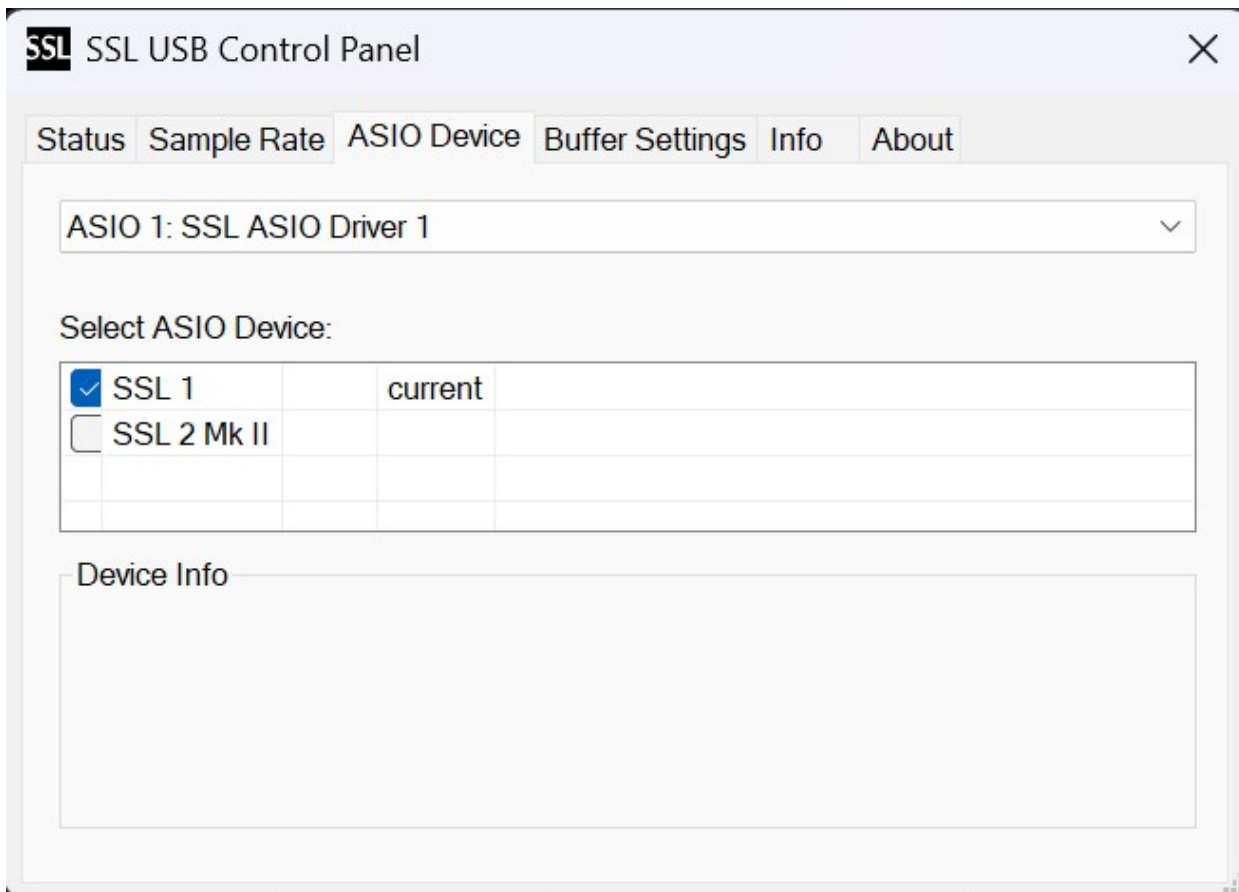 SSL SSL USB Control Panel
Status Sample Rate ASIO Device Buffer Settings Info About
ASIO 1: SSL ASIO Driver 1
Select ASIO Device:
SSL 1 current
SSL 2 Mk II
Device Info